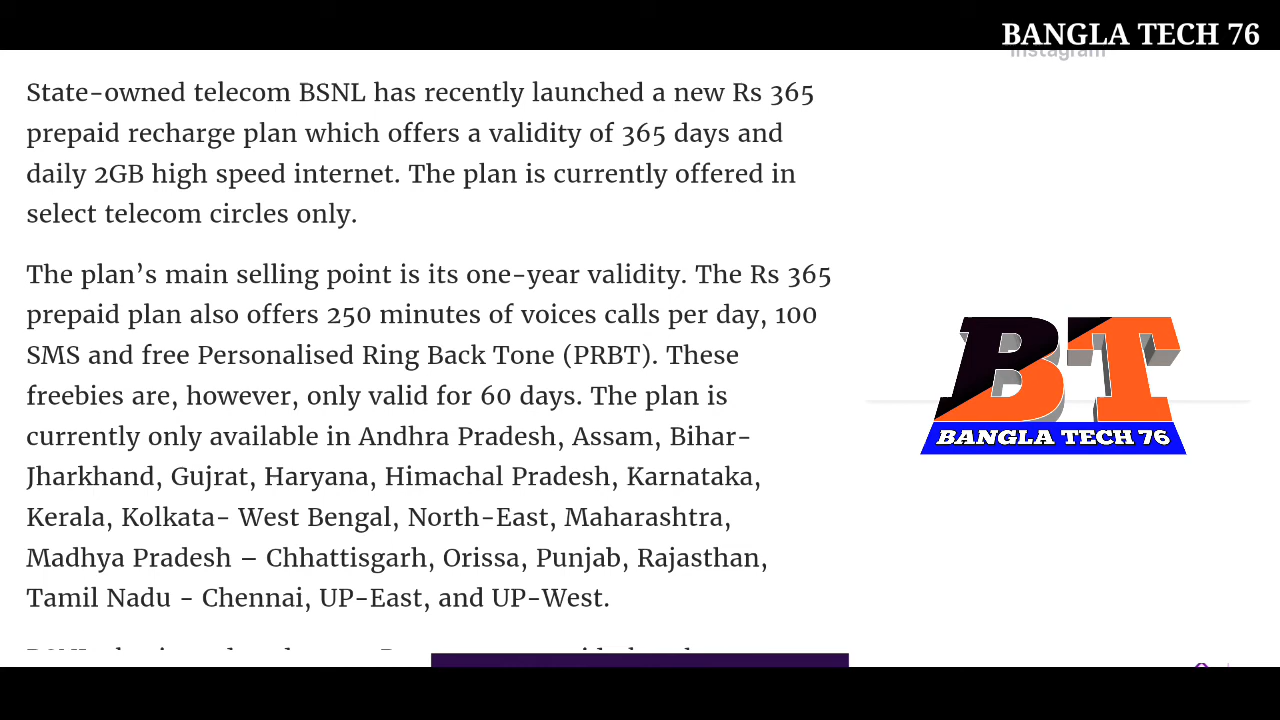 BANGLA TECH 76
Instagram
State-owned telecom BSNL has recently launched a new Rs 365
prepaid recharge plan which offers a validity of 365 days and
daily 2GB high speed internet. The plan is currently offered in
select telecom circles only.
The plan’s main selling point is its one-year validity. The Rs 365
prepaid plan also offers 250 minutes of voices calls per day, 100
SMS and free Personalised Ring Back Tone (PRBT). These
freebies are, however, only valid for 60 days. The plan is
currently only available in Andhra Pradesh, Assam, Bihar-
Jharkhand, Gujrat, Haryana, Himachal Pradesh, Karnataka,
Kerala, Kolkata- West Bengal, North-East, Maharashtra,
Madhya Pradesh – Chhattisgarh, Orissa, Punjab, Rajasthan,
Tamil Nadu - Chennai, UP-East, and UP-West.
BT
BANGLA TECH 76